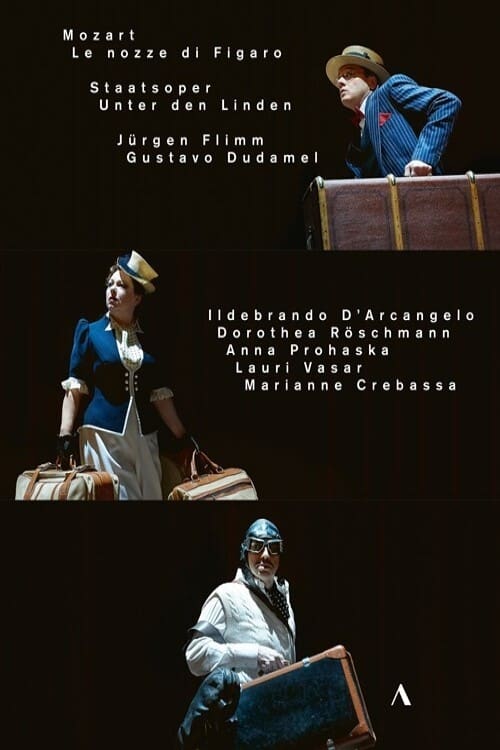 Mozart
Le nozze di Figaro
Staatsoper
Unter den Linden
Jürgen Flimm
Gustavo Dudamel
Ildebrando D'Arcangelo
Dorothea Röschmann
Anna Prohaska
Lauri Vasar
Marianne Crebassa